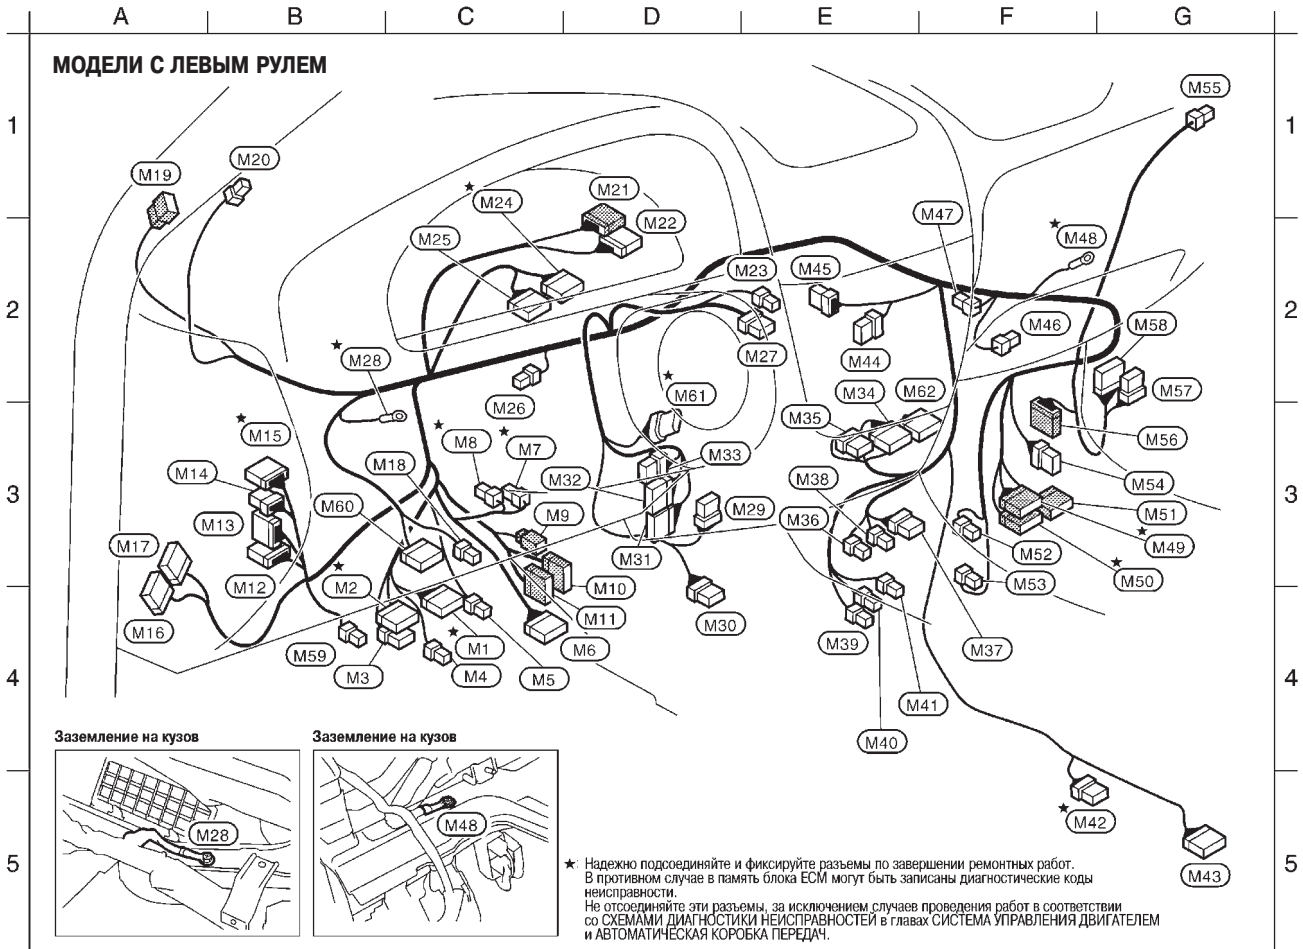 A B C D E F G
МОДЕЛИ С ЛЕВЫМ РУЛЕМ
M55
1 1
M20
M19
M21
★ M24
M22
M47
★ M48
M25
M23 M45
2 2
M46 M58
★ M28
M27 M44
M57
★ M61
M34 M62
M26
M35
★ M15
★ M8 ★ M7
M56
M14 M18
M33
M32 M38
M54
3 3
M60
M9
M29
M51
M13
M36
M17
M31
M52 ★ M49
M12 ★ M2
M10
M53 ★ M50
M11
M16
M30
M59 ★ M1 M6
M39 M37
M3 M4 M5
4 4
M41
M40
Заземление на кузов Заземление на кузов
M28
M48
★ M42
5 5
M43
★: Надежно подсоединяйте и фиксируйте разъемы по завершении ремонтных работ.
В противном случае в память блока ECM могут быть записаны диагностические коды
неисправности.
Не отсоединяйте эти разъемы, за исключением случаев проведения работ в соответствии
со СХЕМАМИ ДИАГНОСТИКИ НЕИСПРАВНОСТЕЙ в главах СИСТЕМА УПРАВЛЕНИЯ ДВИГАТЕЛЕМ
и АВТОМАТИЧЕСКАЯ КОРОБКА ПЕРЕДАЧ.